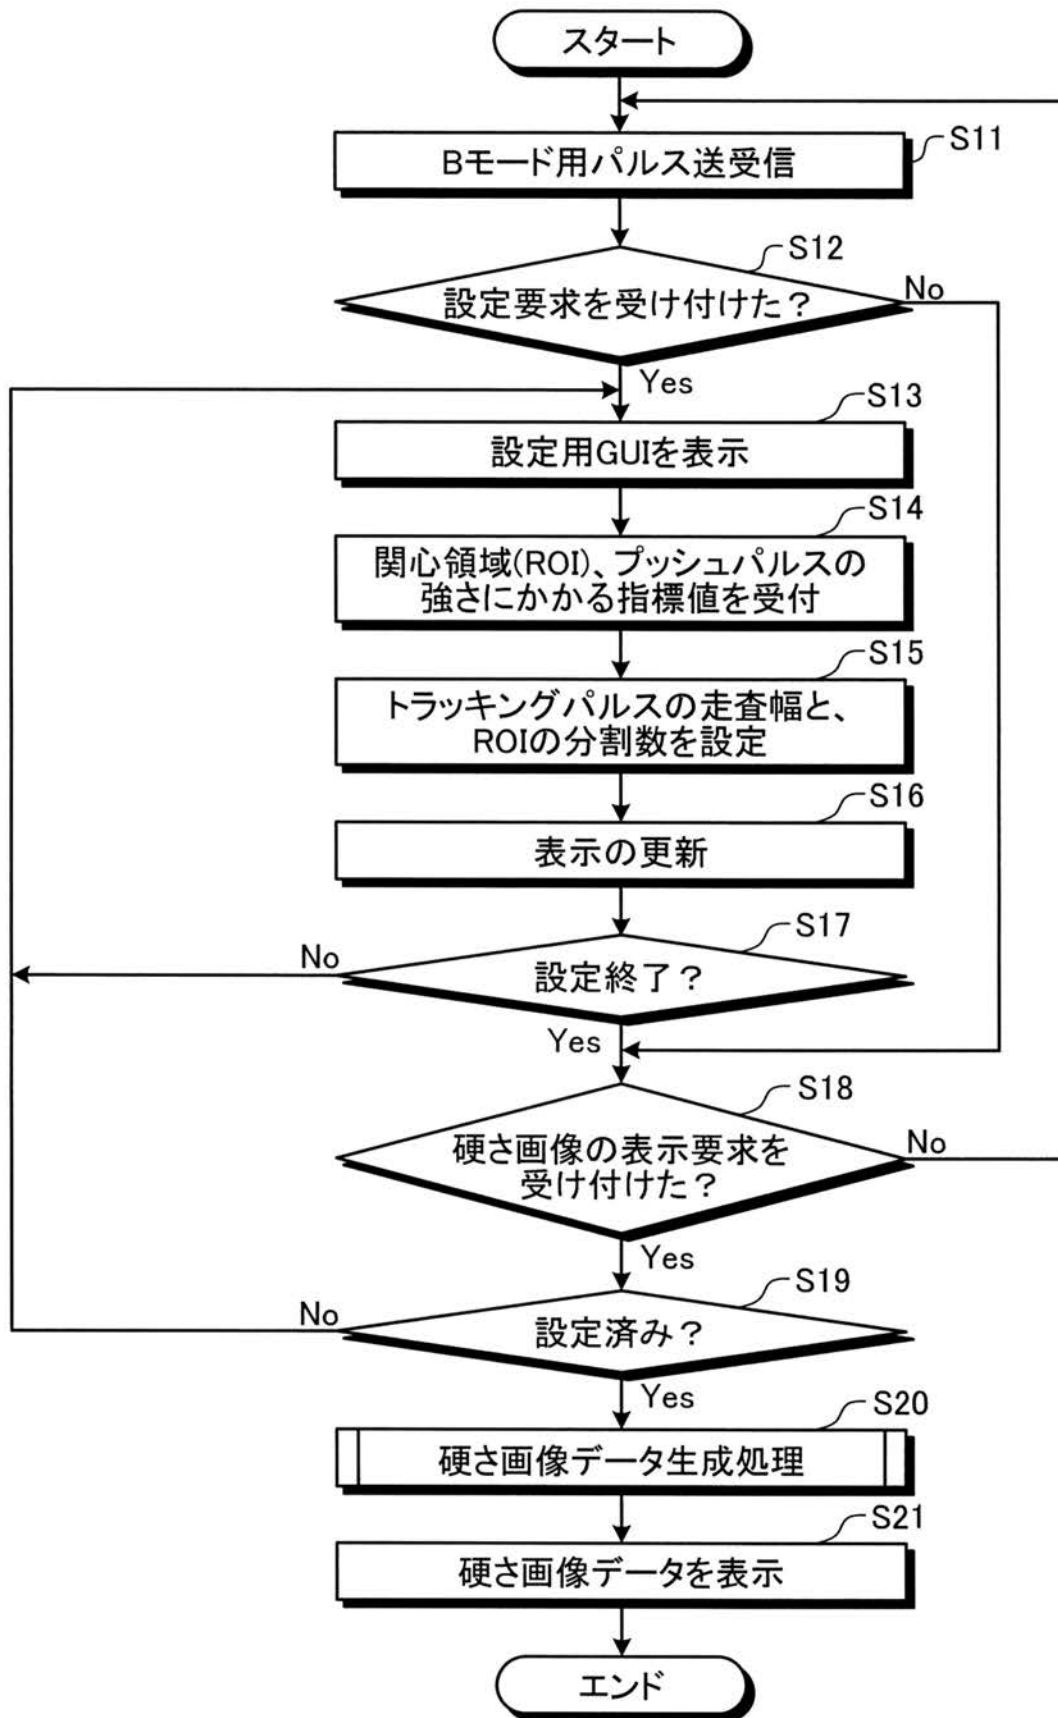 スタート
S11
Bモード用パルス送受信
S12
設定要求を受け付けた？
No
Yes
S13
設定用GUIを表示
S14
関心領域(ROI)、プッシュパルスの
強さにかかる指標値を受付
S15
トラッキングパルスの走査幅と、
ROIの分割数を設定
S16
表示の更新
S17
No
設定終了？
Yes
S18
硬さ画像の表示要求を
受け付けた？
No
Yes
S19
No
設定済み？
Yes
S20
硬さ画像データ生成処理
S21
硬さ画像データを表示
エンド